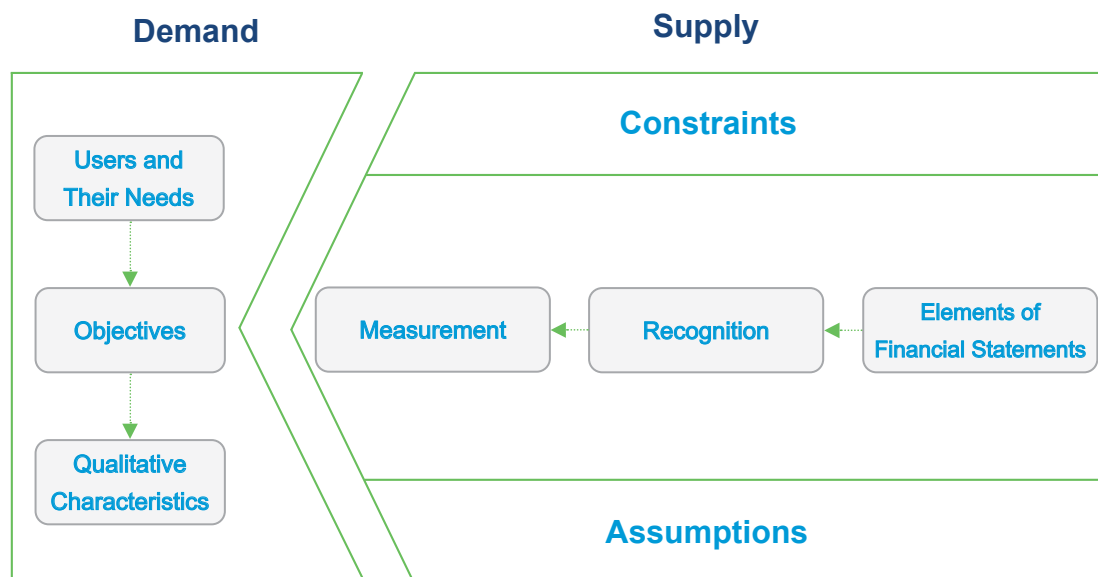 Demand
Supply
Constraints
Users and
Their Needs
Objectives
Measurement
Recognition
Elements of
Financial Statements
Qualitative
Characteristics
Assumptions